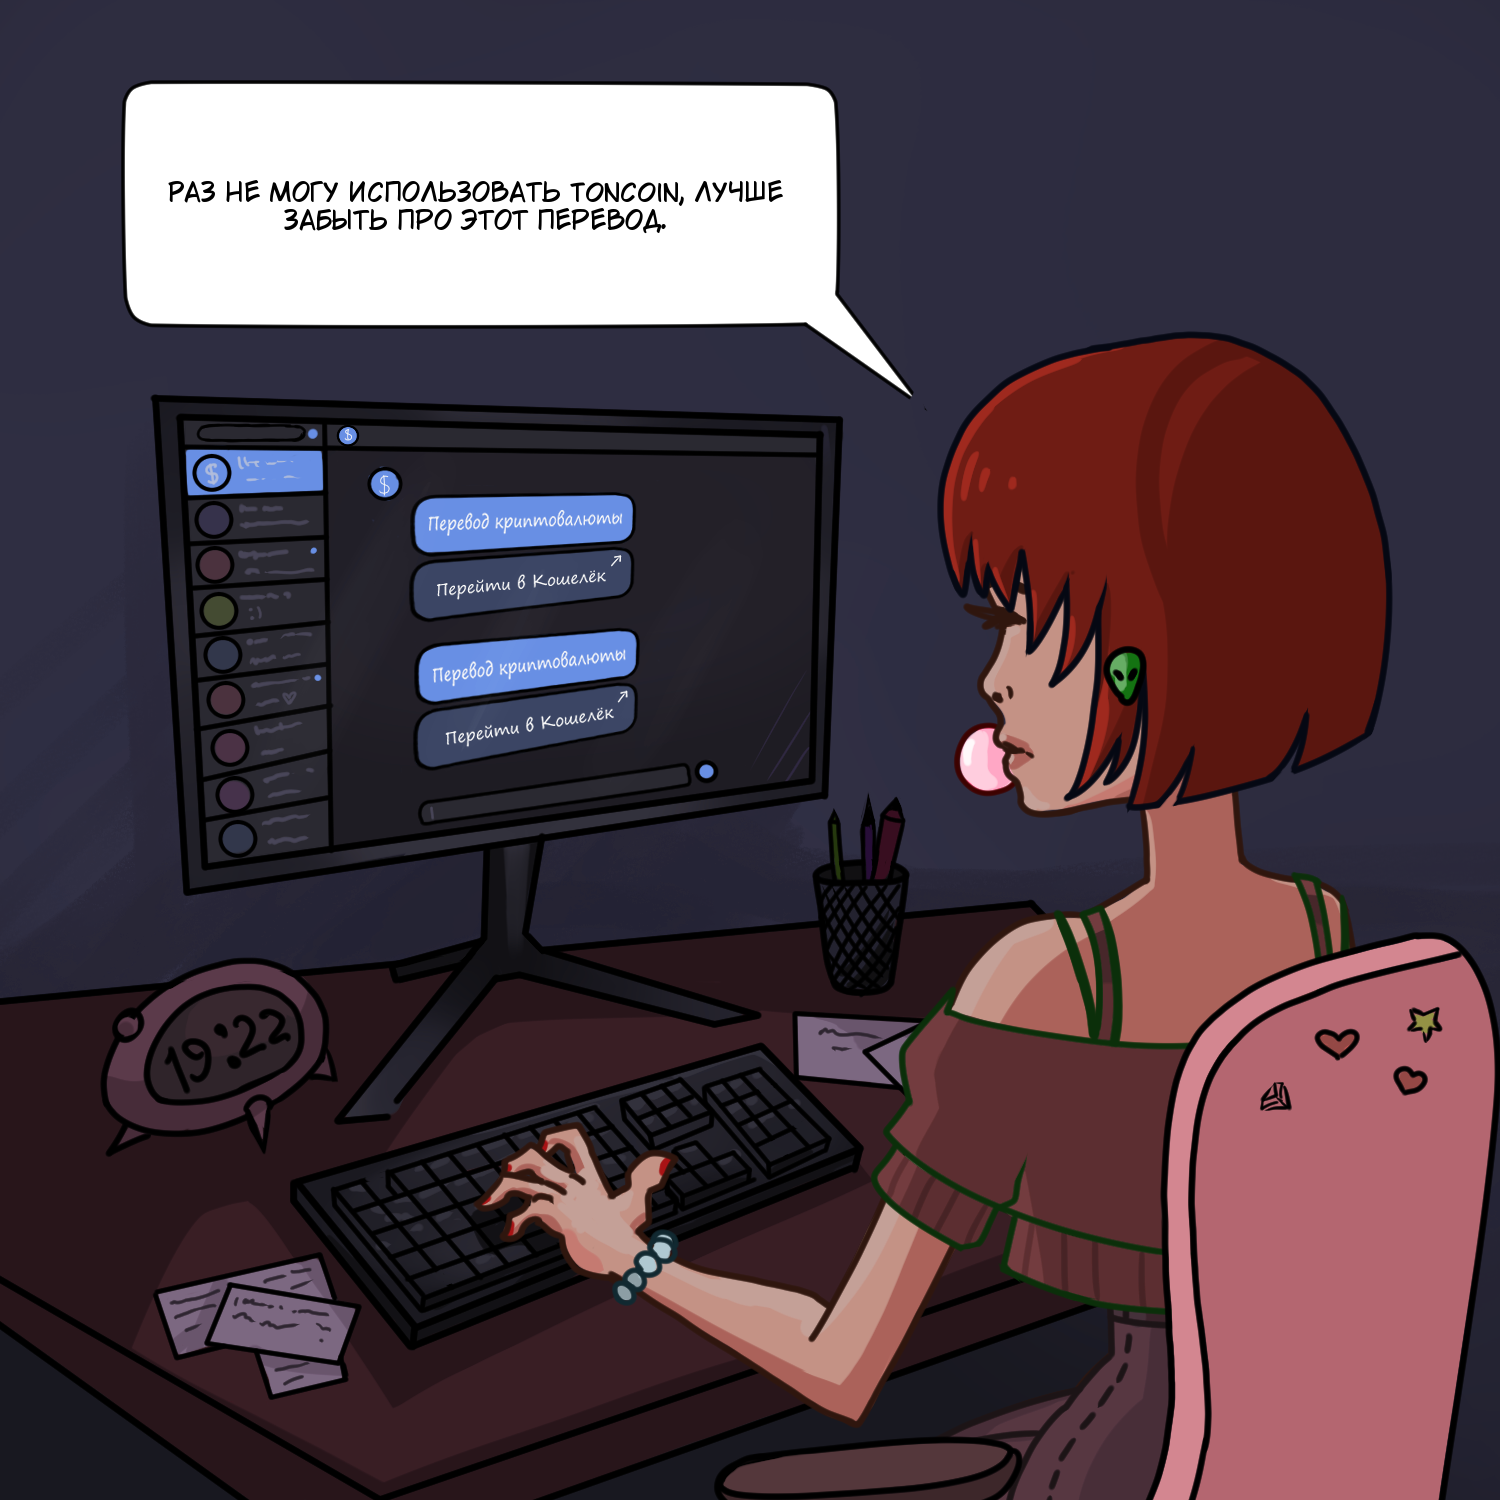 РАЗ НЕ МОГУ ИСПОЛЬЗОВАТЬ TONCOIN, ЛУЧШЕ
ЗАБЫТЬ ПРО ЭТОТ ПЕРЕВОД.
$
$
$
Перевод криптовалюты
Перейти в Кошелёк
:)
Перевод криптовалюты
Перейти в Кошелёк
19:22